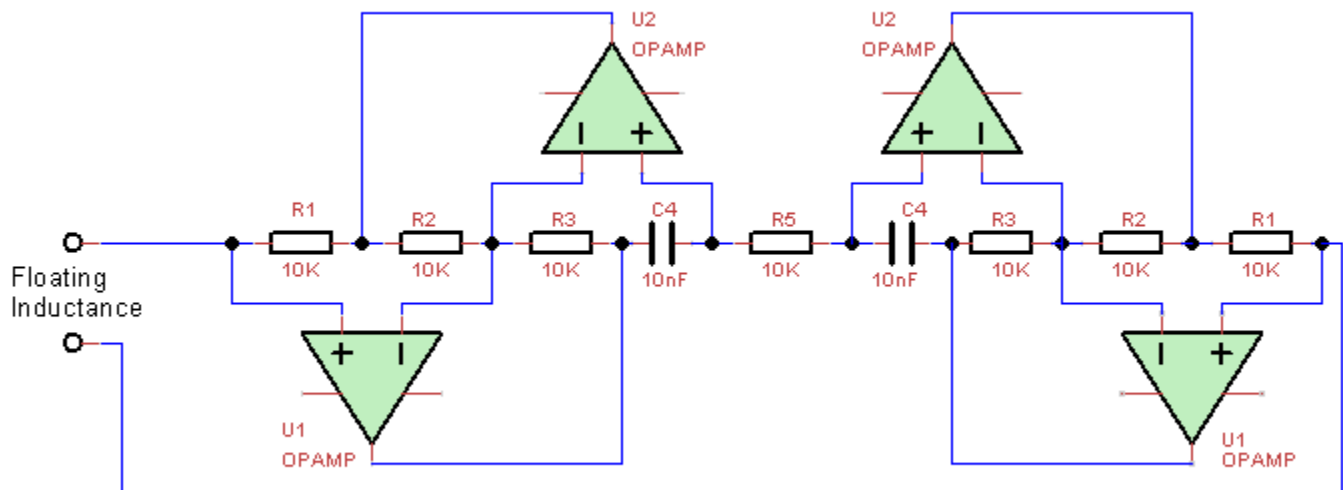 U2
OPAMP
U2
OPAMP
- +
+ -
R1
R2
R3
C4
R5
C4
R3
R2
R1
10K
10K
10K
10nF
10K
10nF
10K
10K
10K
Floating
Inductance
+ -
- +
U1
OPAMP
U1
OPAMP